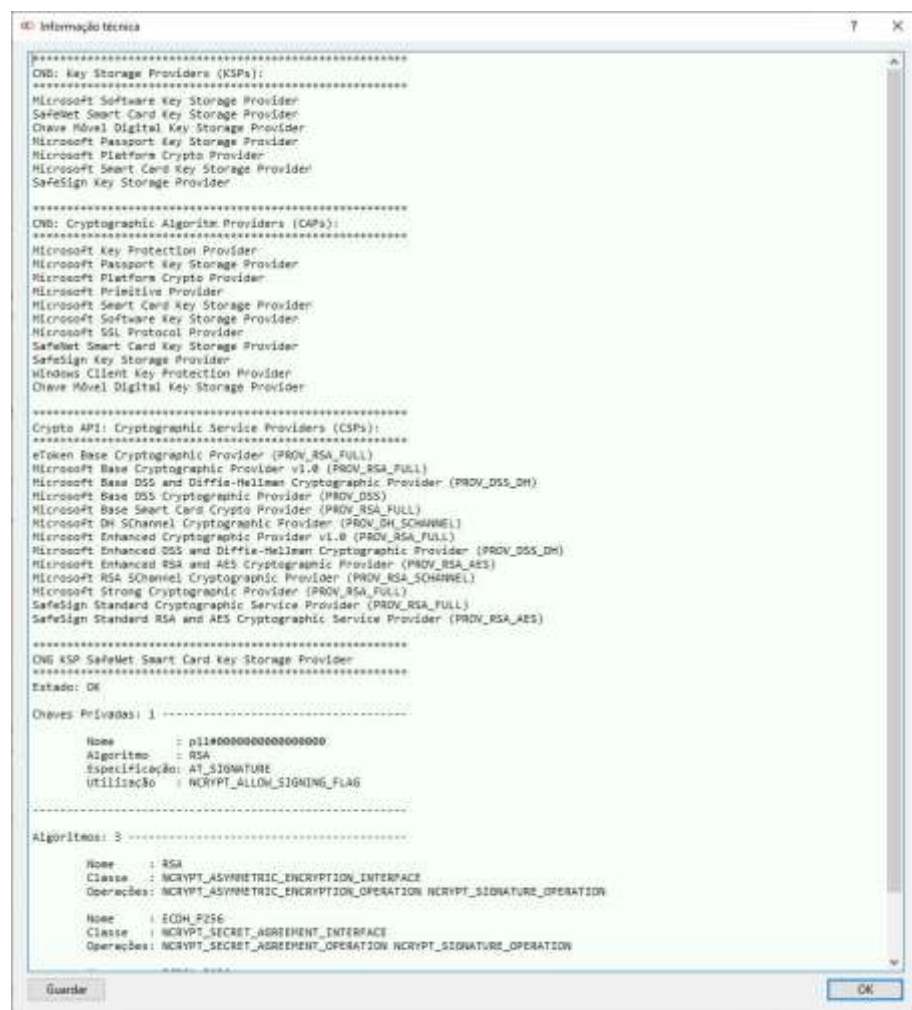 Informação técnica
? ×
********************************************************
CNG: Key Storage Providers (KSPs):
********************************************************
Microsoft Software Key Storage Provider
SafeNet Smart Card Key Storage Provider
Chave Móvel Digital Key Storage Provider
Microsoft Passport Key Storage Provider
Microsoft Platform Crypto Provider
Microsoft Smart Card Key Storage Provider
SafeSign Key Storage Provider
********************************************************
CNG: Cryptographic Algoritm Providers (CAPs):
********************************************************
Microsoft Key Protection Provider
Microsoft Passport Key Storage Provider
Microsoft Platform Crypto Provider
Microsoft Primitive Provider
Microsoft Smart Card Key Storage Provider
Microsoft Software Key Storage Provider
Microsoft SSL Protocol Provider
SafeNet Smart Card Key Storage Provider
SafeSign Key Storage Provider
Windows Client Key Protection Provider
Chave Móvel Digital Key Storage Provider
********************************************************
Crypto API: Cryptographic Service Providers (CSPs):
********************************************************
eToken Base Cryptographic Provider (PROV_RSA_FULL)
Microsoft Base Cryptographic Provider v1.0 (PROV_RSA_FULL)
Microsoft Base DSS and Diffie-Hellman Cryptographic Provider (PROV_DSS_DH)
Microsoft Base DSS Cryptographic Provider (PROV_DSS)
Microsoft Base Smart Card Crypto Provider (PROV_RSA_FULL)
Microsoft DH SChannel Cryptographic Provider (PROV_DH_SCHANNEL)
Microsoft Enhanced Cryptographic Provider v1.0 (PROV_RSA_FULL)
Microsoft Enhanced DSS and Diffie-Hellman Cryptographic Provider (PROV_DSS_DH)
Microsoft Enhanced RSA and AES Cryptographic Provider (PROV_RSA_AES)
Microsoft RSA SChannel Cryptographic Provider (PROV_RSA_SCHANNEL)
Microsoft Strong Cryptographic Provider (PROV_RSA_FULL)
SafeSign Standard Cryptographic Service Provider (PROV_RSA_FULL)
SafeSign Standard RSA and AES Cryptographic Service Provider (PROV_RSA_AES)
********************************************************
CNG KSP SafeNet Smart Card Key Storage Provider
********************************************************
Estado: OK
Chaves Privadas: 1 -------------------------------------
Nome : p11#0000000000000000
Algoritmo : RSA
Especificação: AT_SIGNATURE
Utilização : NCRYPT_ALLOW_SIGNING_FLAG
--------------------------------------------------------
Algoritmos: 3 ------------------------------------------
Nome : RSA
Classe : NCRYPT_ASYMMETRIC_ENCRYPTION_INTERFACE
Operações: NCRYPT_ASYMMETRIC_ENCRYPTION_OPERATION NCRYPT_SIGNATURE_OPERATION
Nome : ECDH_P256
Classe : NCRYPT_SECRET_AGREEMENT_INTERFACE
Operações: NCRYPT_SECRET_AGREEMENT_OPERATION NCRYPT_SIGNATURE_OPERATION
Guardar
OK